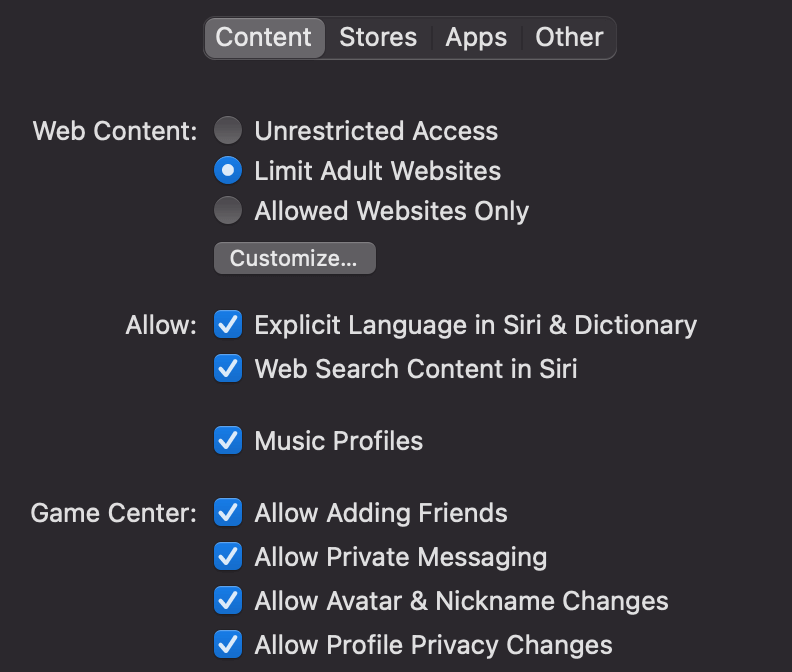 Content Stores Apps Other
Web Content: Unrestricted Access
Limit Adult Websites
Allowed Websites Only
Customize...
Allow: Explicit Language in Siri & Dictionary
Web Search Content in Siri
Music Profiles
Game Center: Allow Adding Friends
Allow Private Messaging
Allow Avatar & Nickname Changes
Allow Profile Privacy Changes